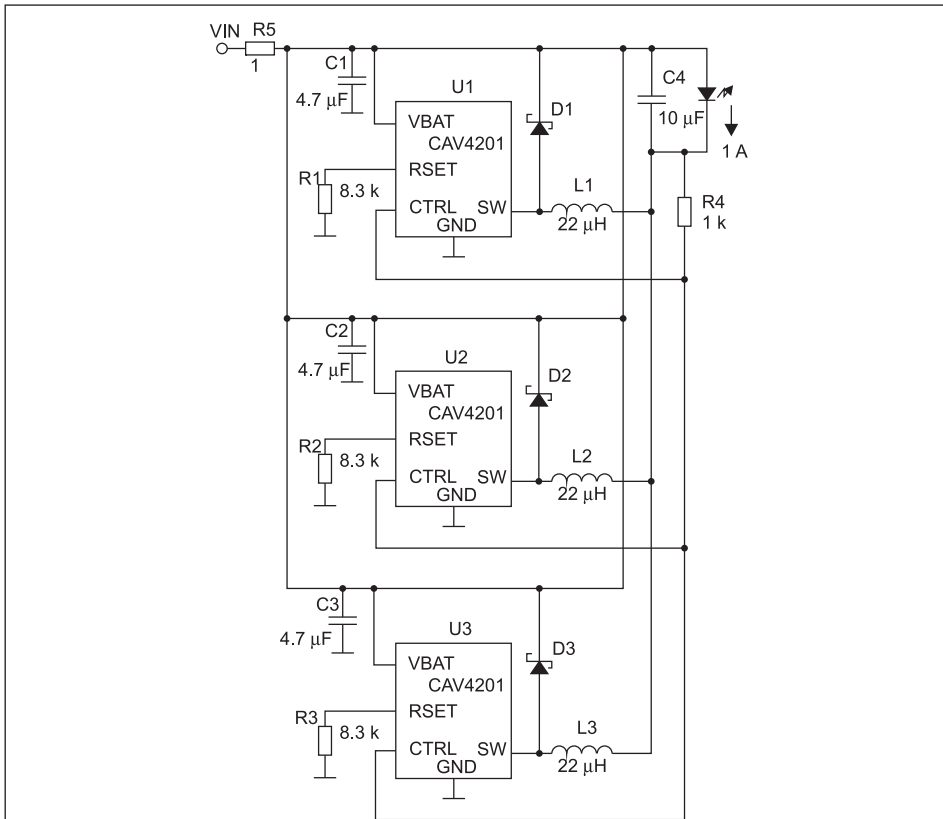 VIN
R5
1
C1
4.7 µF
U1
VBAT
CAV4201
RSET
CTRL
SW
GND
R1
8.3 k
D1
L1
22 µH
C4
10 µF
1 A
R4
1 k
C2
4.7 µF
U2
VBAT
CAV4201
RSET
CTRL
SW
GND
R2
8.3 k
D2
L2
22 µH
C3
4.7 µF
U3
VBAT
CAV4201
RSET
CTRL
SW
GND
R3
8.3 k
D3
L3
22 µH